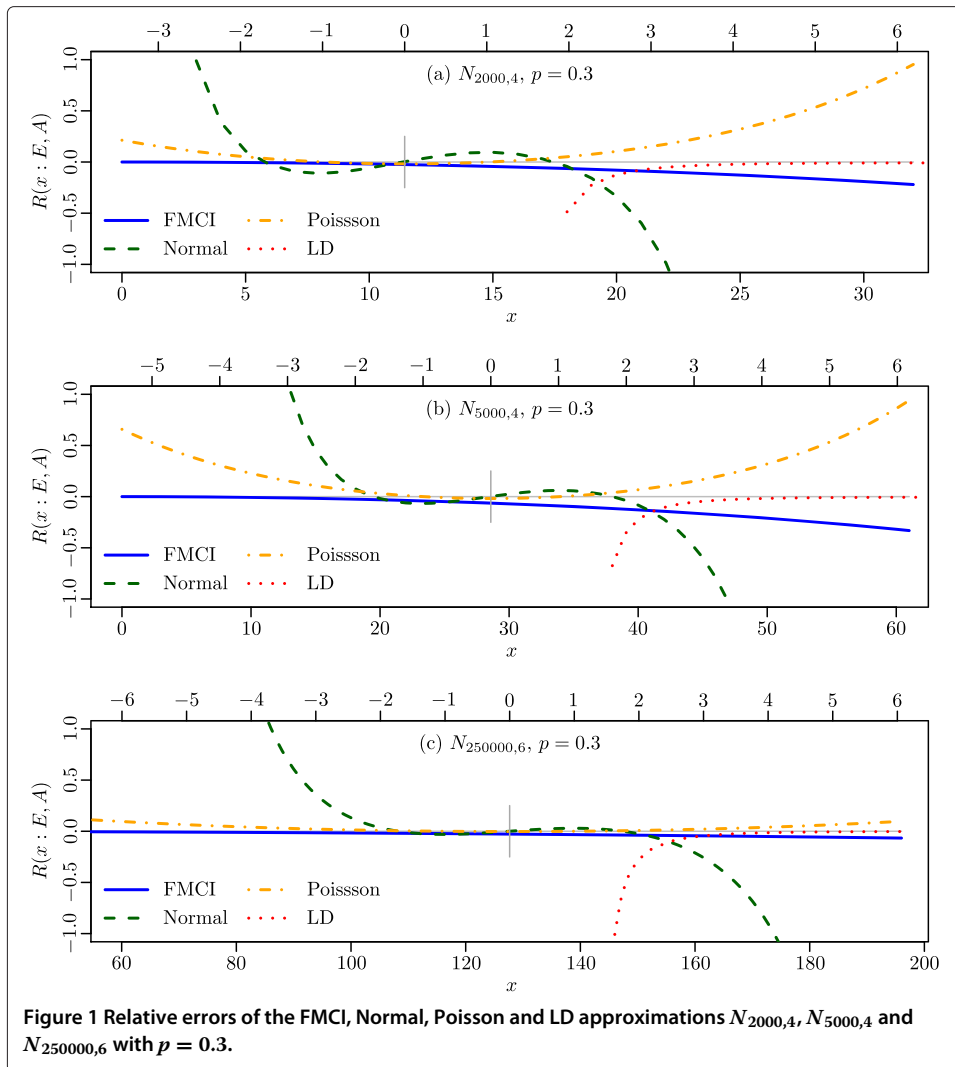 −3 −2 −1 0 1 2 3 4 5 6
(a) N2000,4, p = 0.3
R(x : E, A)
1.0
0.5
0.0
−0.5
−1.0
FMCI Poissson
Normal LD
0 5 10 15 20 25 30
x
−5 −4 −3 −2 −1 0 1 2 3 4 5 6
(b) N5000,4, p = 0.3
R(x : E, A)
1.0
0.5
0.0
−0.5
−1.0
FMCI Poissson
Normal LD
0 10 20 30 40 50 60
x
−6 −5 −4 −3 −2 −1 0 1 2 3 4 5 6
(c) N250000,6, p = 0.3
R(x : E, A)
1.0
0.5
0.0
−0.5
−1.0
FMCI Poissson
Normal LD
60 80 100 120 140 160 180 200
x
Figure 1 Relative errors of the FMCI, Normal, Poisson and LD approximations N2000,4, N5000,4 and
N250000,6 with p = 0.3.